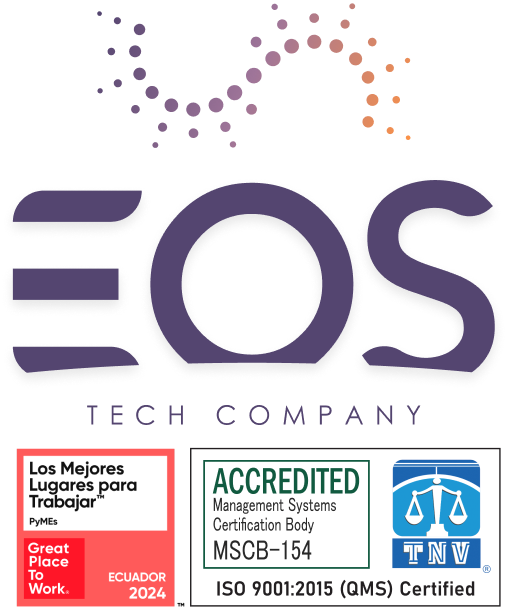 EOS
TECH COMPANY
Los Mejores
Lugares para
Trabajar™
PyMEs
Great
Place
To
Work®
ECUADOR
2024
™
ACCREDITED
Management Systems
Certification Body
MSCB-154
TNV
®
ISO 9001:2015 (QMS) Certified